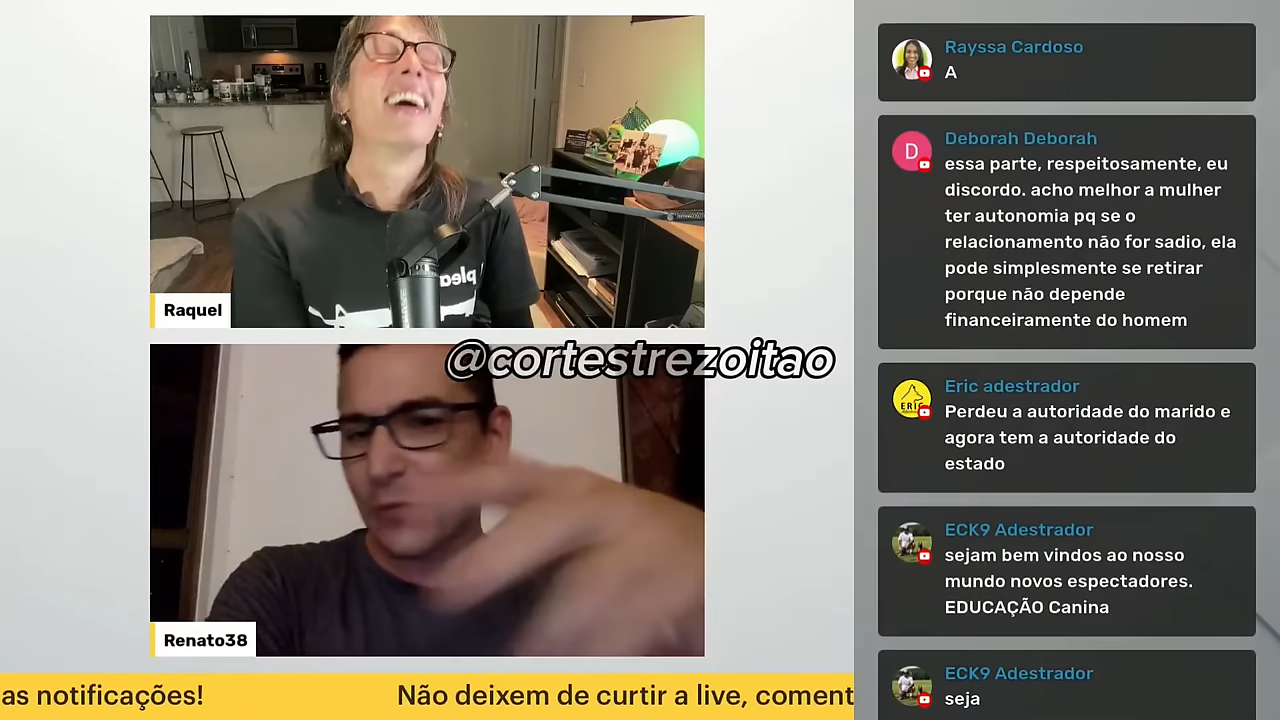 Raquel
Renato38
@cortestrezoitao
as notificações!
Não deixem de curtir a live, coment
Rayssa Cardoso
A
Deborah Deborah
D
essa parte, respeitosamente, eu
discordo. acho melhor a mulher
ter autonomia pq se o
relacionamento não for sadio, ela
pode simplesmente se retirar
porque não depende
financeiramente do homem
Eric adestrador
ERIC
Perdeu a autoridade do marido e
agora tem a autoridade do
estado
ECK9 Adestrador
sejam bem vindos ao nosso
mundo novos espectadores.
EDUCAÇÃO Canina
ECK9 Adestrador
seja